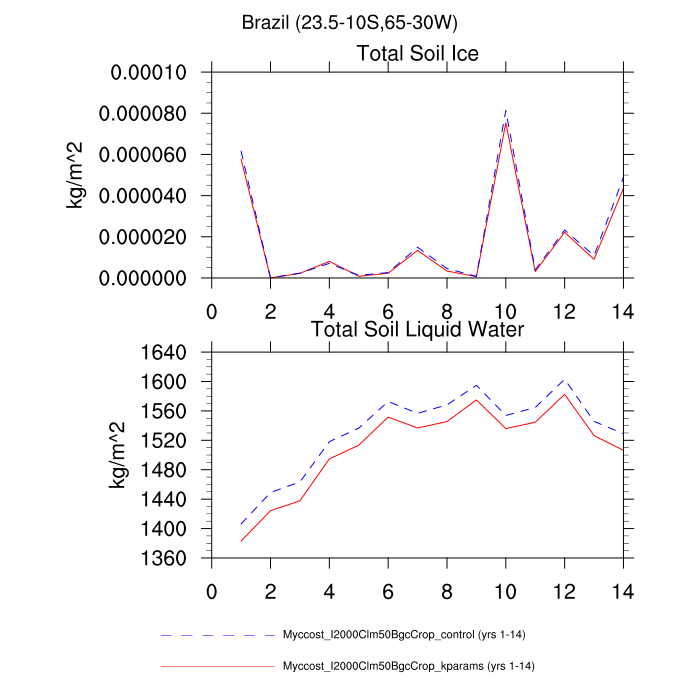 Brazil (23.5-10S,65-30W)
Total Soil Ice
0.00010
0.000080
0.000060
0.000040
0.000020
0.000000
kg/m^2
0 2 4 6 8 10 12 14
Total Soil Liquid Water
1640
1600
1560
1520
1480
1440
1400
1360
kg/m^2
0 2 4 6 8 10 12 14
Myccost_I2000Clm50BgcCrop_control (yrs 1-14)
Myccost_I2000Clm50BgcCrop_kparams (yrs 1-14)